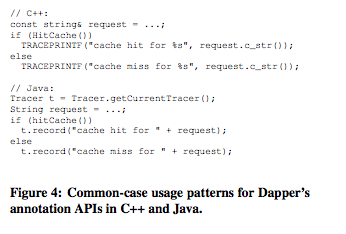 // C++:
const string& request = ...;
if (HitCache())
  TRACEPRINTF("cache hit for %s", request.c_str());
else
  TRACEPRINTF("cache miss for %s", request.c_str());
// Java:
Tracer t = Tracer.getCurrentTracer();
String request = ...;
if (hitCache())
  t.record("cache hit for " + request);
else
  t.record("cache miss for " + request);
Figure 4: Common-case usage patterns for Dapper's
annotation APIs in C++ and Java.